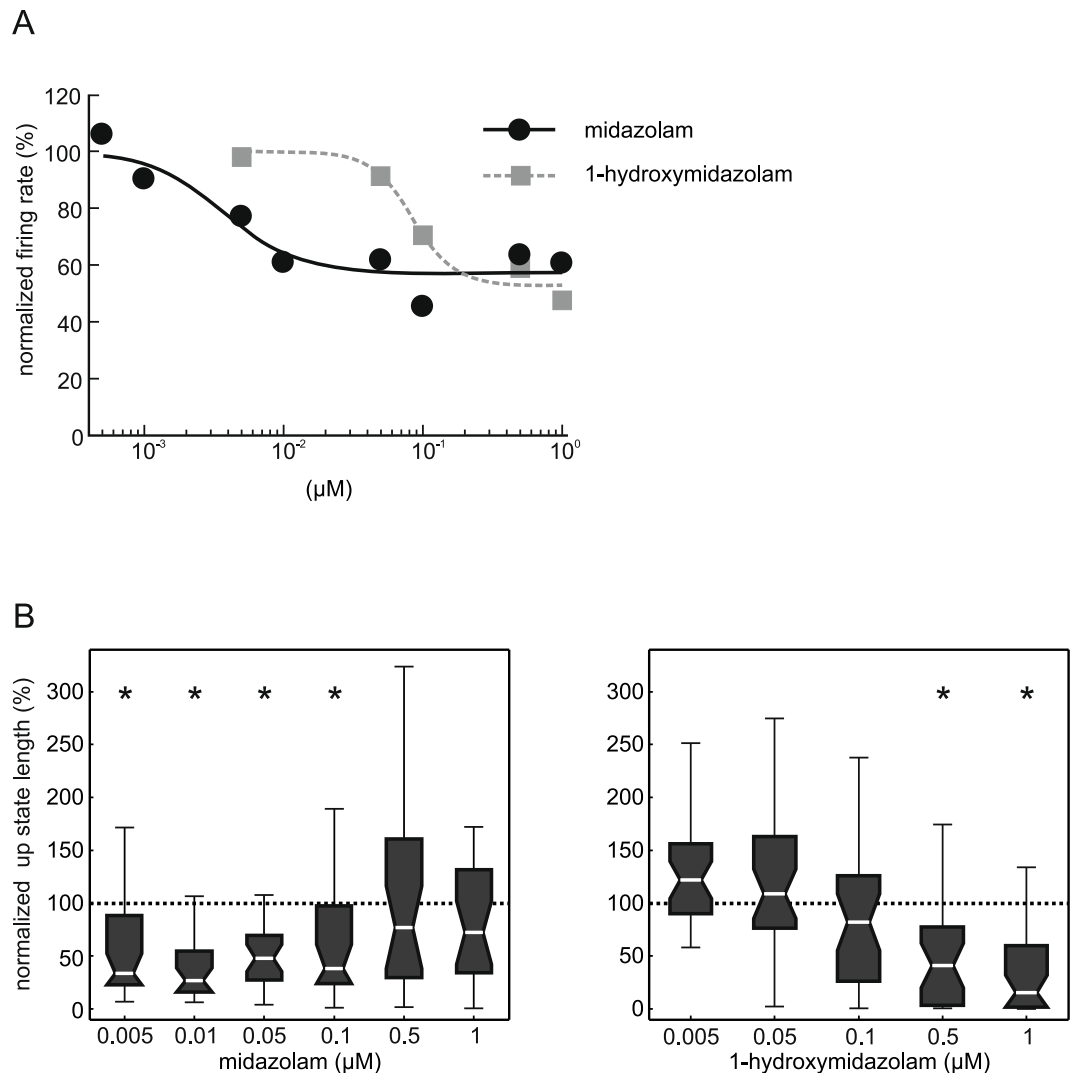 A
normalized firing rate (%)
120
100
80
60
40
20
0
10⁻³ 10⁻² 10⁻¹ 10⁰
(µM)
midazolam
1-hydroxymidazolam
B
normalized up state length (%)
300
250
200
150
100
50
0
* * * *
0.005 0.01 0.05 0.1 0.5 1
midazolam (µM)
300
250
200
150
100
50
0
* *
0.005 0.05 0.1 0.5 1
1-hydroxymidazolam (µM)